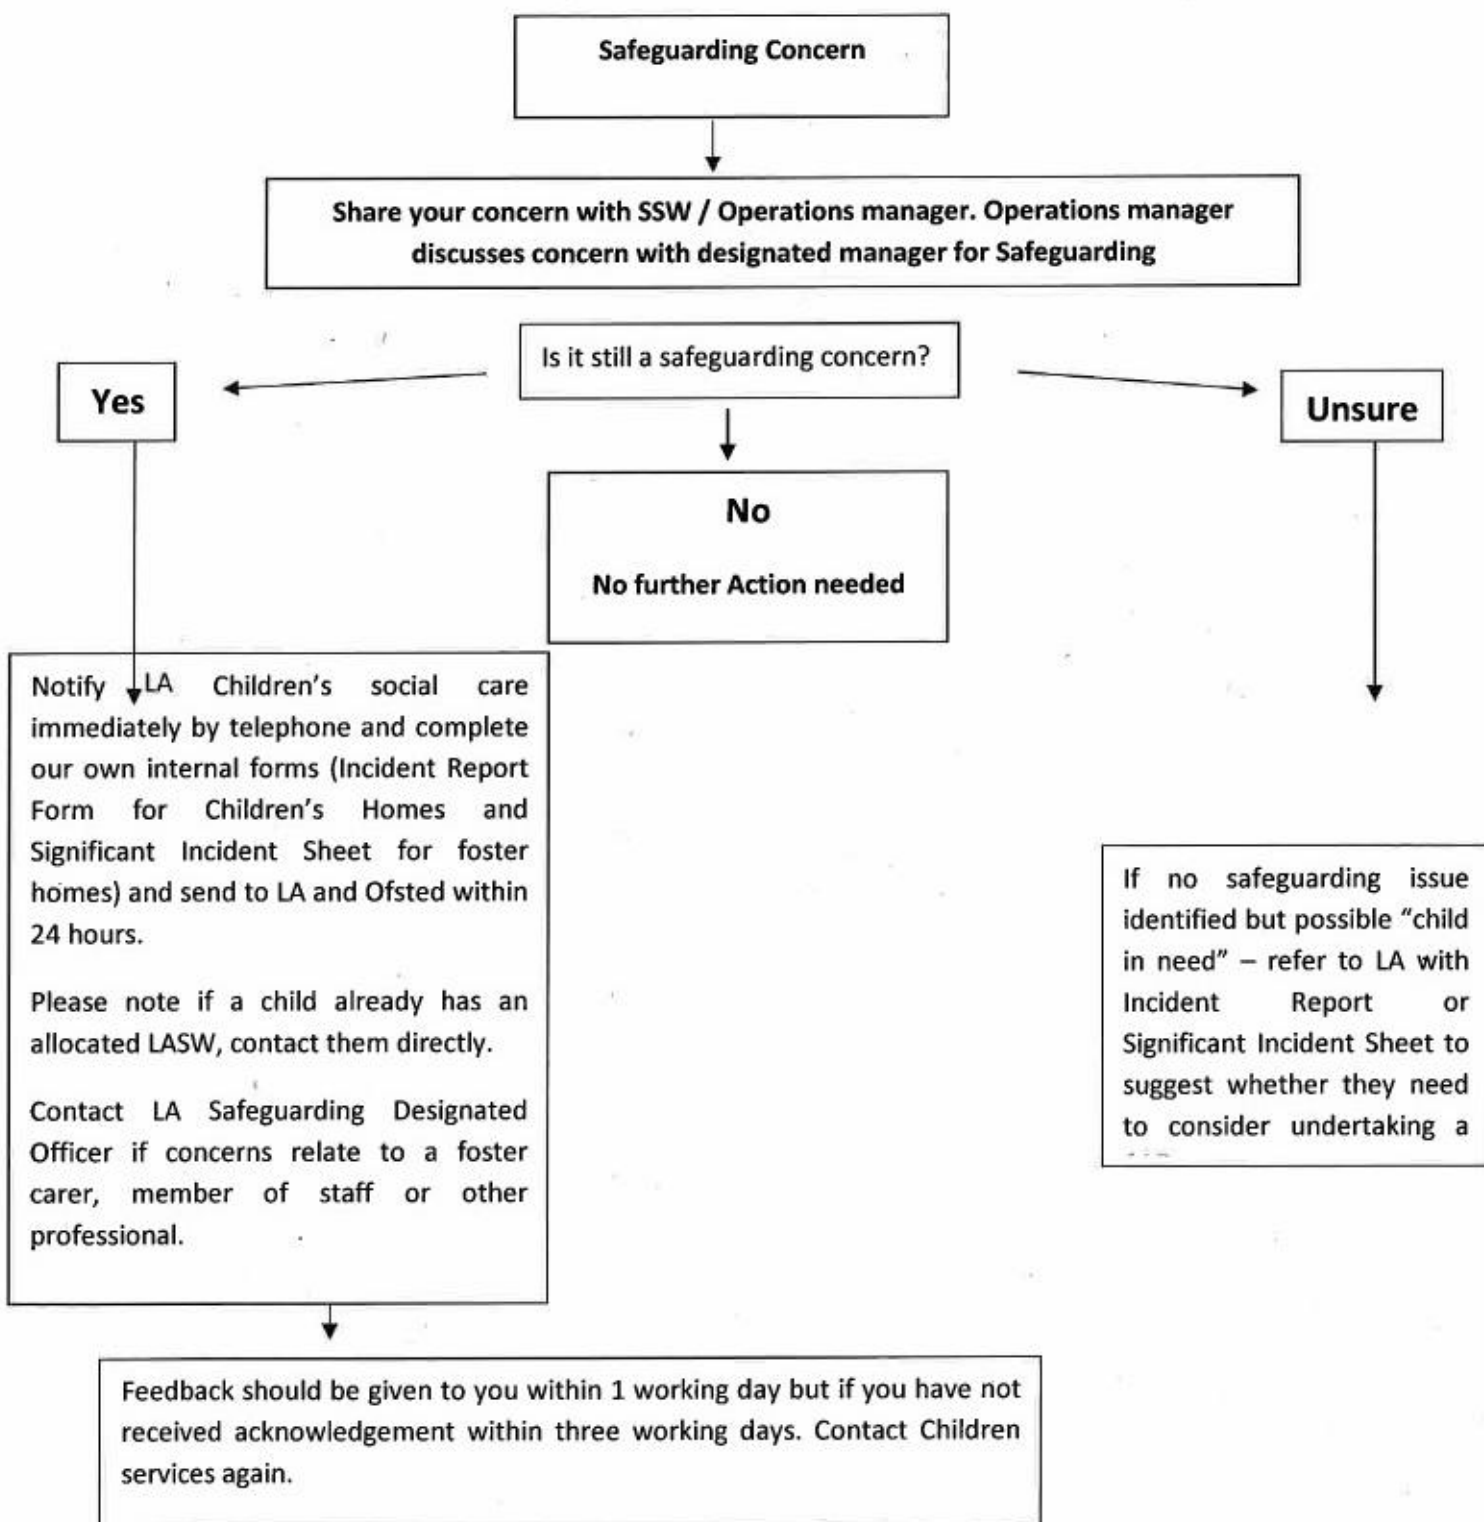 Safeguarding Concern
Share your concern with SSW / Operations manager. Operations manager
discusses concern with designated manager for Safeguarding
Is it still a safeguarding concern?
Yes
Unsure
No
No further Action needed
Notify LA Children's social care
immediately by telephone and complete
our own internal forms (Incident Report
Form for Children's Homes and
Significant Incident Sheet for foster
homes) and send to LA and Ofsted within
24 hours.
Please note if a child already has an
allocated LASW, contact them directly.
Contact LA Safeguarding Designated
Officer if concerns relate to a foster
carer, member of staff or other
professional.
If no safeguarding issue
identified but possible "child
in need" – refer to LA with
Incident Report or
Significant Incident Sheet to
suggest whether they need
to consider undertaking a
Feedback should be given to you within 1 working day but if you have not
received acknowledgement within three working days. Contact Children
services again.